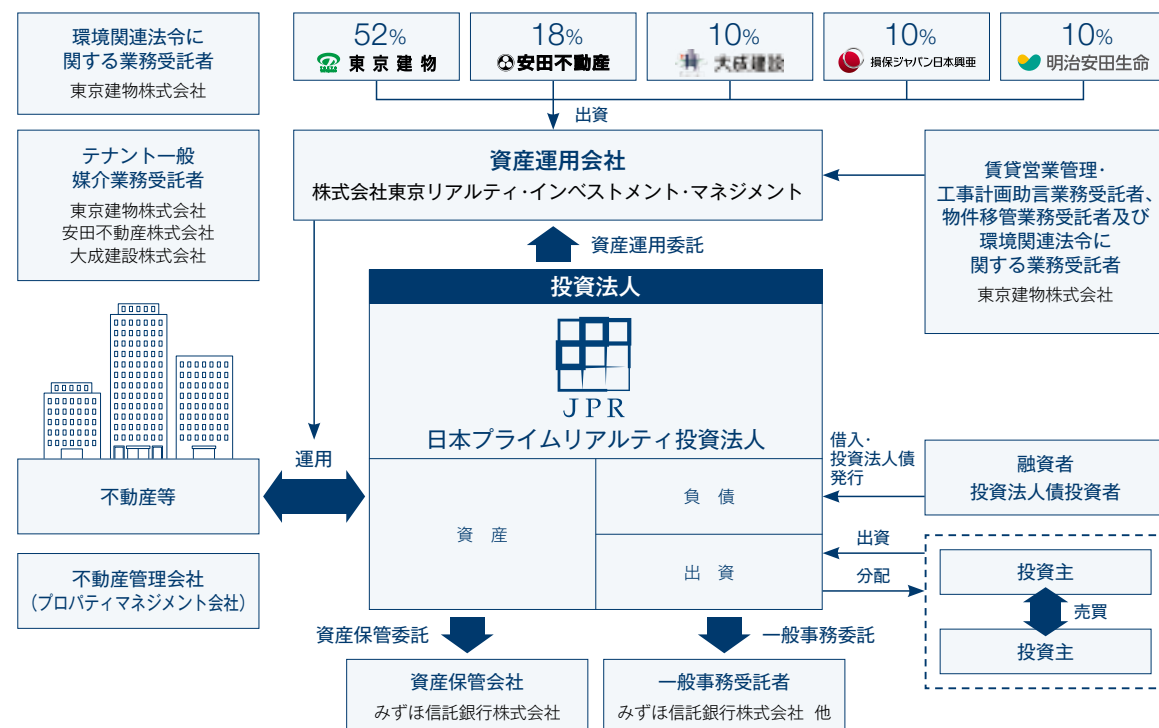 環境関連法令に
関する業務受託者
東京建物株式会社
52%
東京建物
18%
安田不動産
10%
大成建設
10%
損保ジャパン日本興亜
10%
明治安田生命
出資
テナント一般
媒介業務受託者
東京建物株式会社
安田不動産株式会社
大成建設株式会社
資産運用会社
株式会社東京リアルティ・インベストメント・マネジメント
賃貸営業管理・
工事計画助言業務受託者、
物件移管業務受託者及び
環境関連法令に
関する業務受託者
東京建物株式会社
資産運用委託
投資法人
JPR
日本プライムリアルティ投資法人
運用
不動産等
資 産
負 債
出 資
借入・
投資法人債
発行
融資者
投資法人債投資者
出資
分配
投資主
売買
投資主
不動産管理会社
(プロパティマネジメント会社)
資産保管委託
一般事務委託
資産保管会社
みずほ信託銀行株式会社
一般事務受託者
みずほ信託銀行株式会社 他